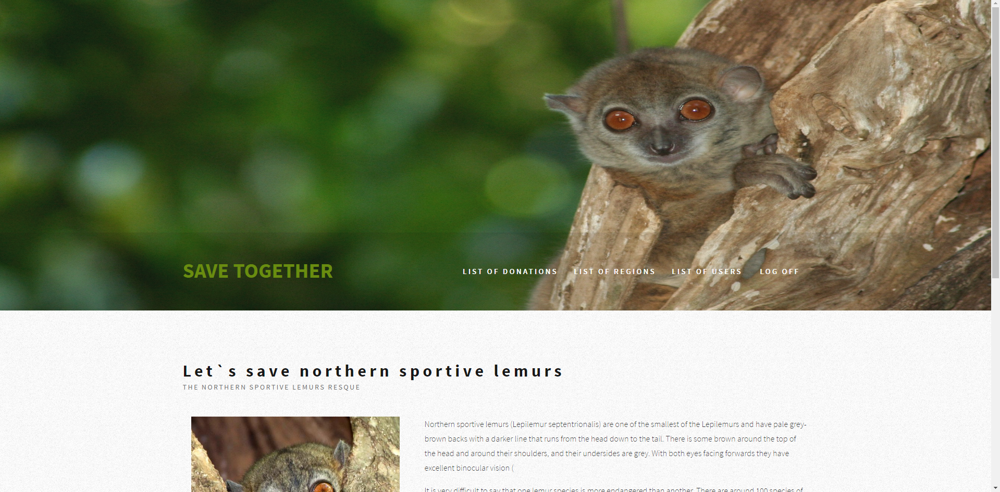 SAVE TOGETHER
LIST OF DONATIONS LIST OF REGIONS LIST OF USERS LOG OFF
Let`s save northern sportive lemurs
THE NORTHERN SPORTIVE LEMURS RESQUE
Northern sportive lemurs (Lepilemur septentrionalis) are one of the smallest of the Lepilemurs and have pale grey-
brown backs with a darker line that runs from the head down to the tail. There is some brown around the top of
the head and around their shoulders, and their undersides are grey. With both eyes facing forwards they have
excellent binocular vision (
It is very difficult to say that one lemur species is more endangered than another. There are around 100 species of